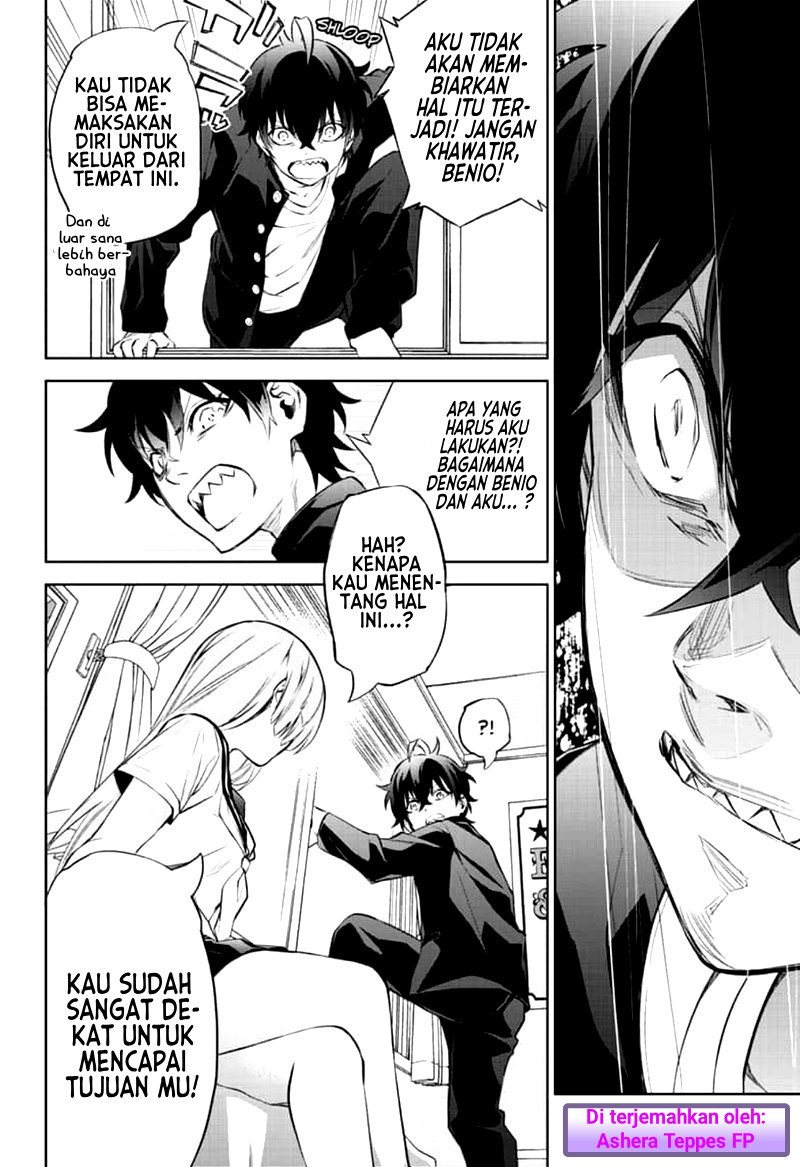 SHLOOP
AKU TIDAK
AKAN MEM-
BIARKAN
HAL ITU TER-
JADI! JANGAN
KHAWATIR,
BENIO!
KAU TIDAK
BISA ME-
MAKSAKAN
DIRI UNTUK
KELUAR DARI
TEMPAT INI.
Dan di
luar sana
lebih ber-
bahaya
APA YANG
HARUS AKU
LAKUKAN?!
BAGAIMANA
DENGAN BENIO
DAN AKU... ?
HAH?
KENAPA
KAU MENEN-
TANG HAL
INI...?
?!
KAU SUDAH
SANGAT DE-
KAT UNTUK
MENCAPAI
TUJUAN MU!
Di terjemahkan oleh:
Ashera Teppes FP